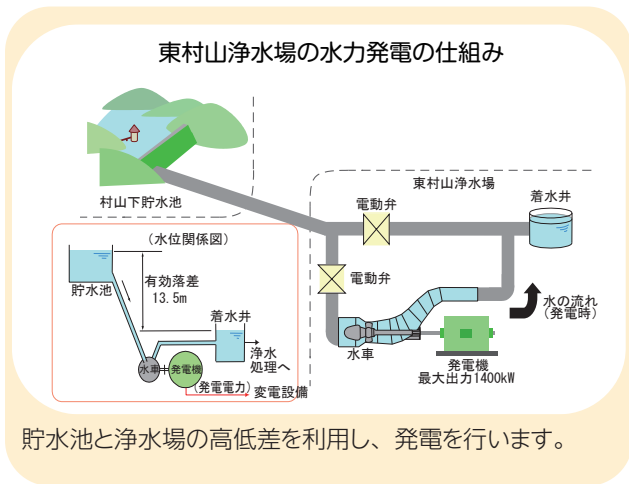 東村山浄水場の水力発電の仕組み
村山下貯水池
東村山浄水場
着水井
電動弁
電動弁
水の流れ
(発電時)
水車
発電機
最大出力1400kW
(水位関係図)
貯水池
有効落差
13.5m
着水井
浄水
処理へ
水車
発電機
(発電電力)
変電設備
貯水池と浄水場の高低差を利用し、発電を行います。